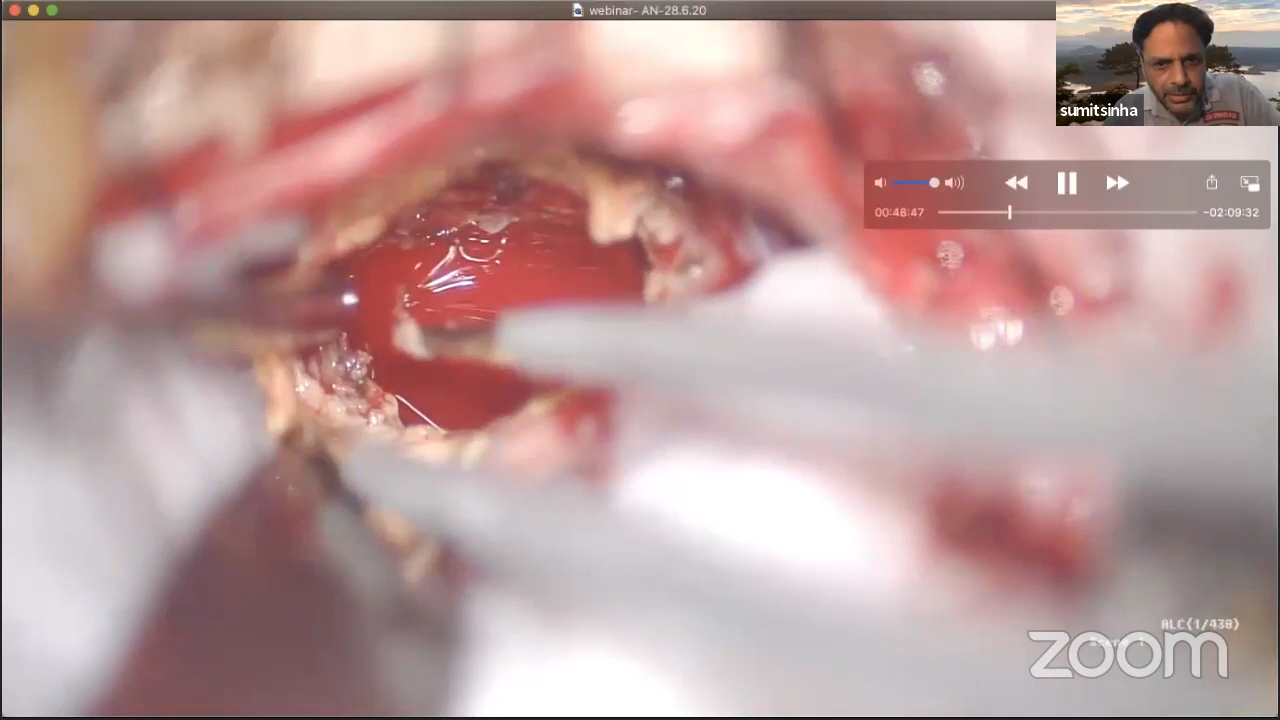 webinar- AN-28.6.20
sumitsinha
00:48:47
-02:09:32
ALC(1/438)
zoom